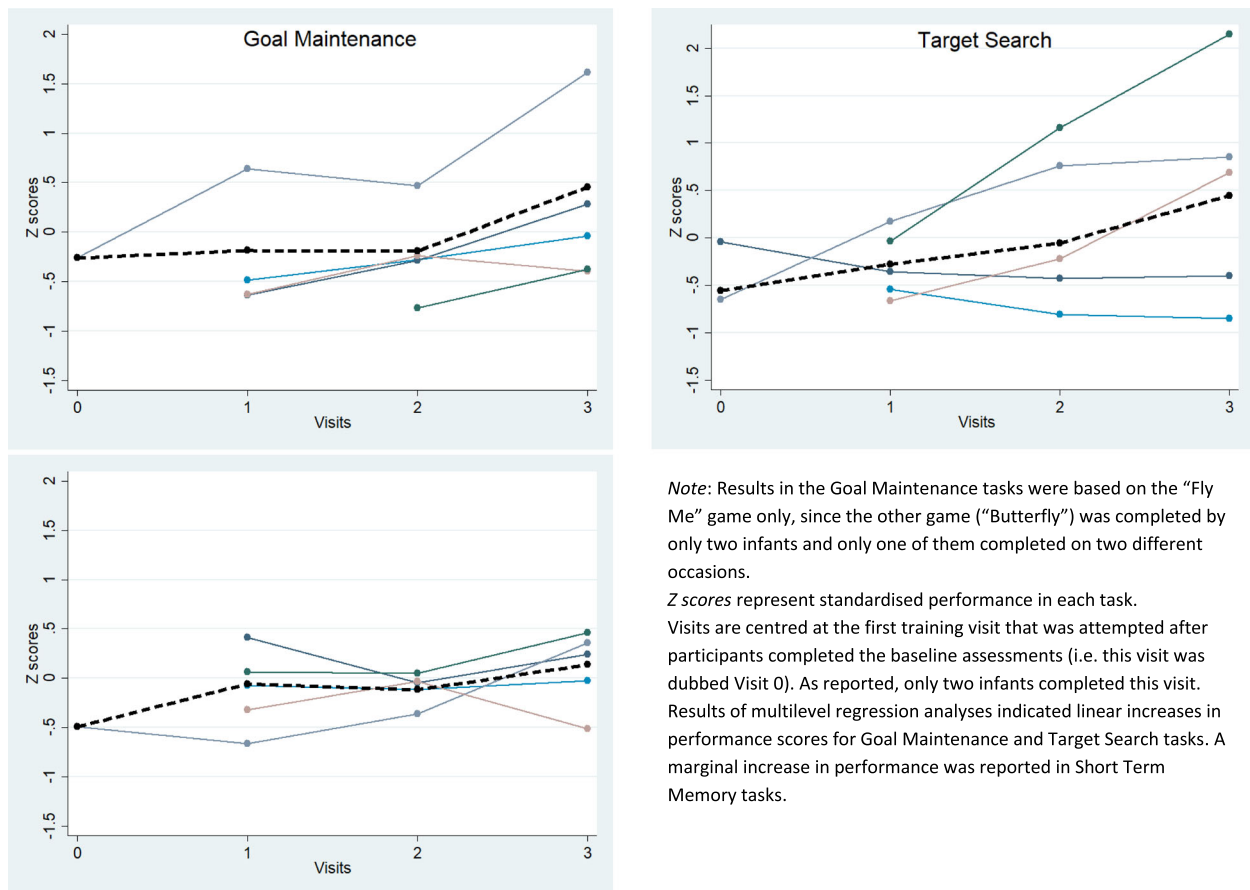 Goal Maintenance
2
1.5
1
.5
0
-.5
-1
-1.5
Z scores
0 1 2 3
Visits
Target Search
2
1.5
1
.5
0
-.5
-1
-1.5
Z scores
0 1 2 3
Visits
2
1.5
1
.5
0
-.5
-1
-1.5
Z scores
0 1 2 3
Visits
Note: Results in the Goal Maintenance tasks were based on the “Fly
Me” game only, since the other game (“Butterfly”) was completed by
only two infants and only one of them completed on two different
occasions.
Z scores represent standardised performance in each task.
Visits are centred at the first training visit that was attempted after
participants completed the baseline assessments (i.e. this visit was
dubbed Visit 0). As reported, only two infants completed this visit.
Results of multilevel regression analyses indicated linear increases in
performance scores for Goal Maintenance and Target Search tasks. A
marginal increase in performance was reported in Short Term
Memory tasks.